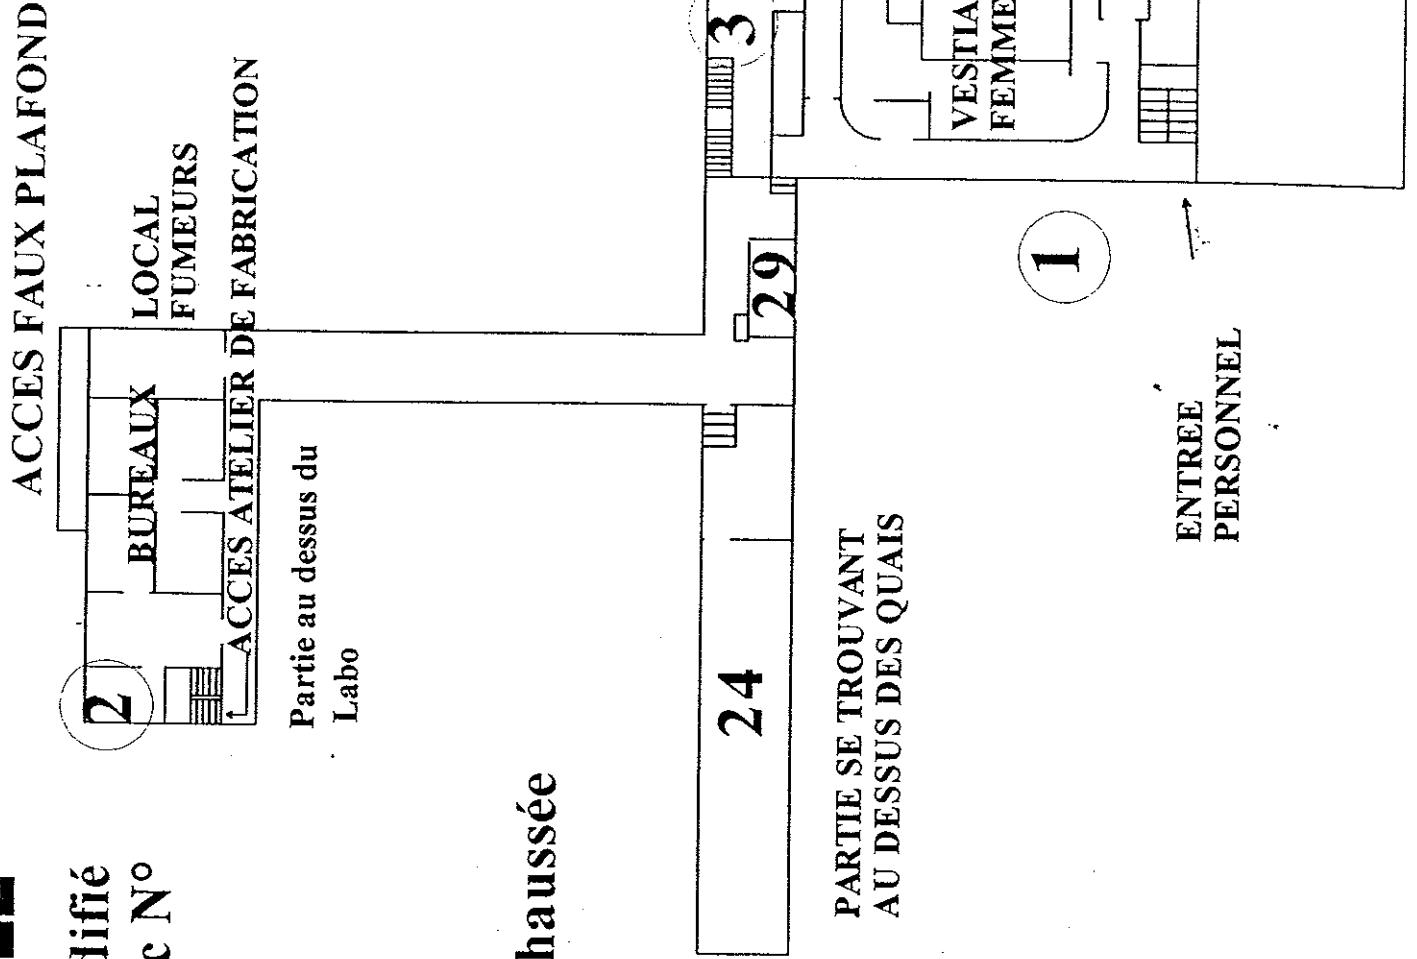 ACCES FAUX PLAFOND
LOCAL
FUMEURS
BUREAUX
ACCES ATELIER DE FABRICATION
2
Partie au dessus du
Labo
lifié
c N°
haussée
3
VESTIA
FEMME
29
24
1
PARTIE SE TROUVANT
AU DESSUS DES QUAIS
ENTREE
PERSONNEL